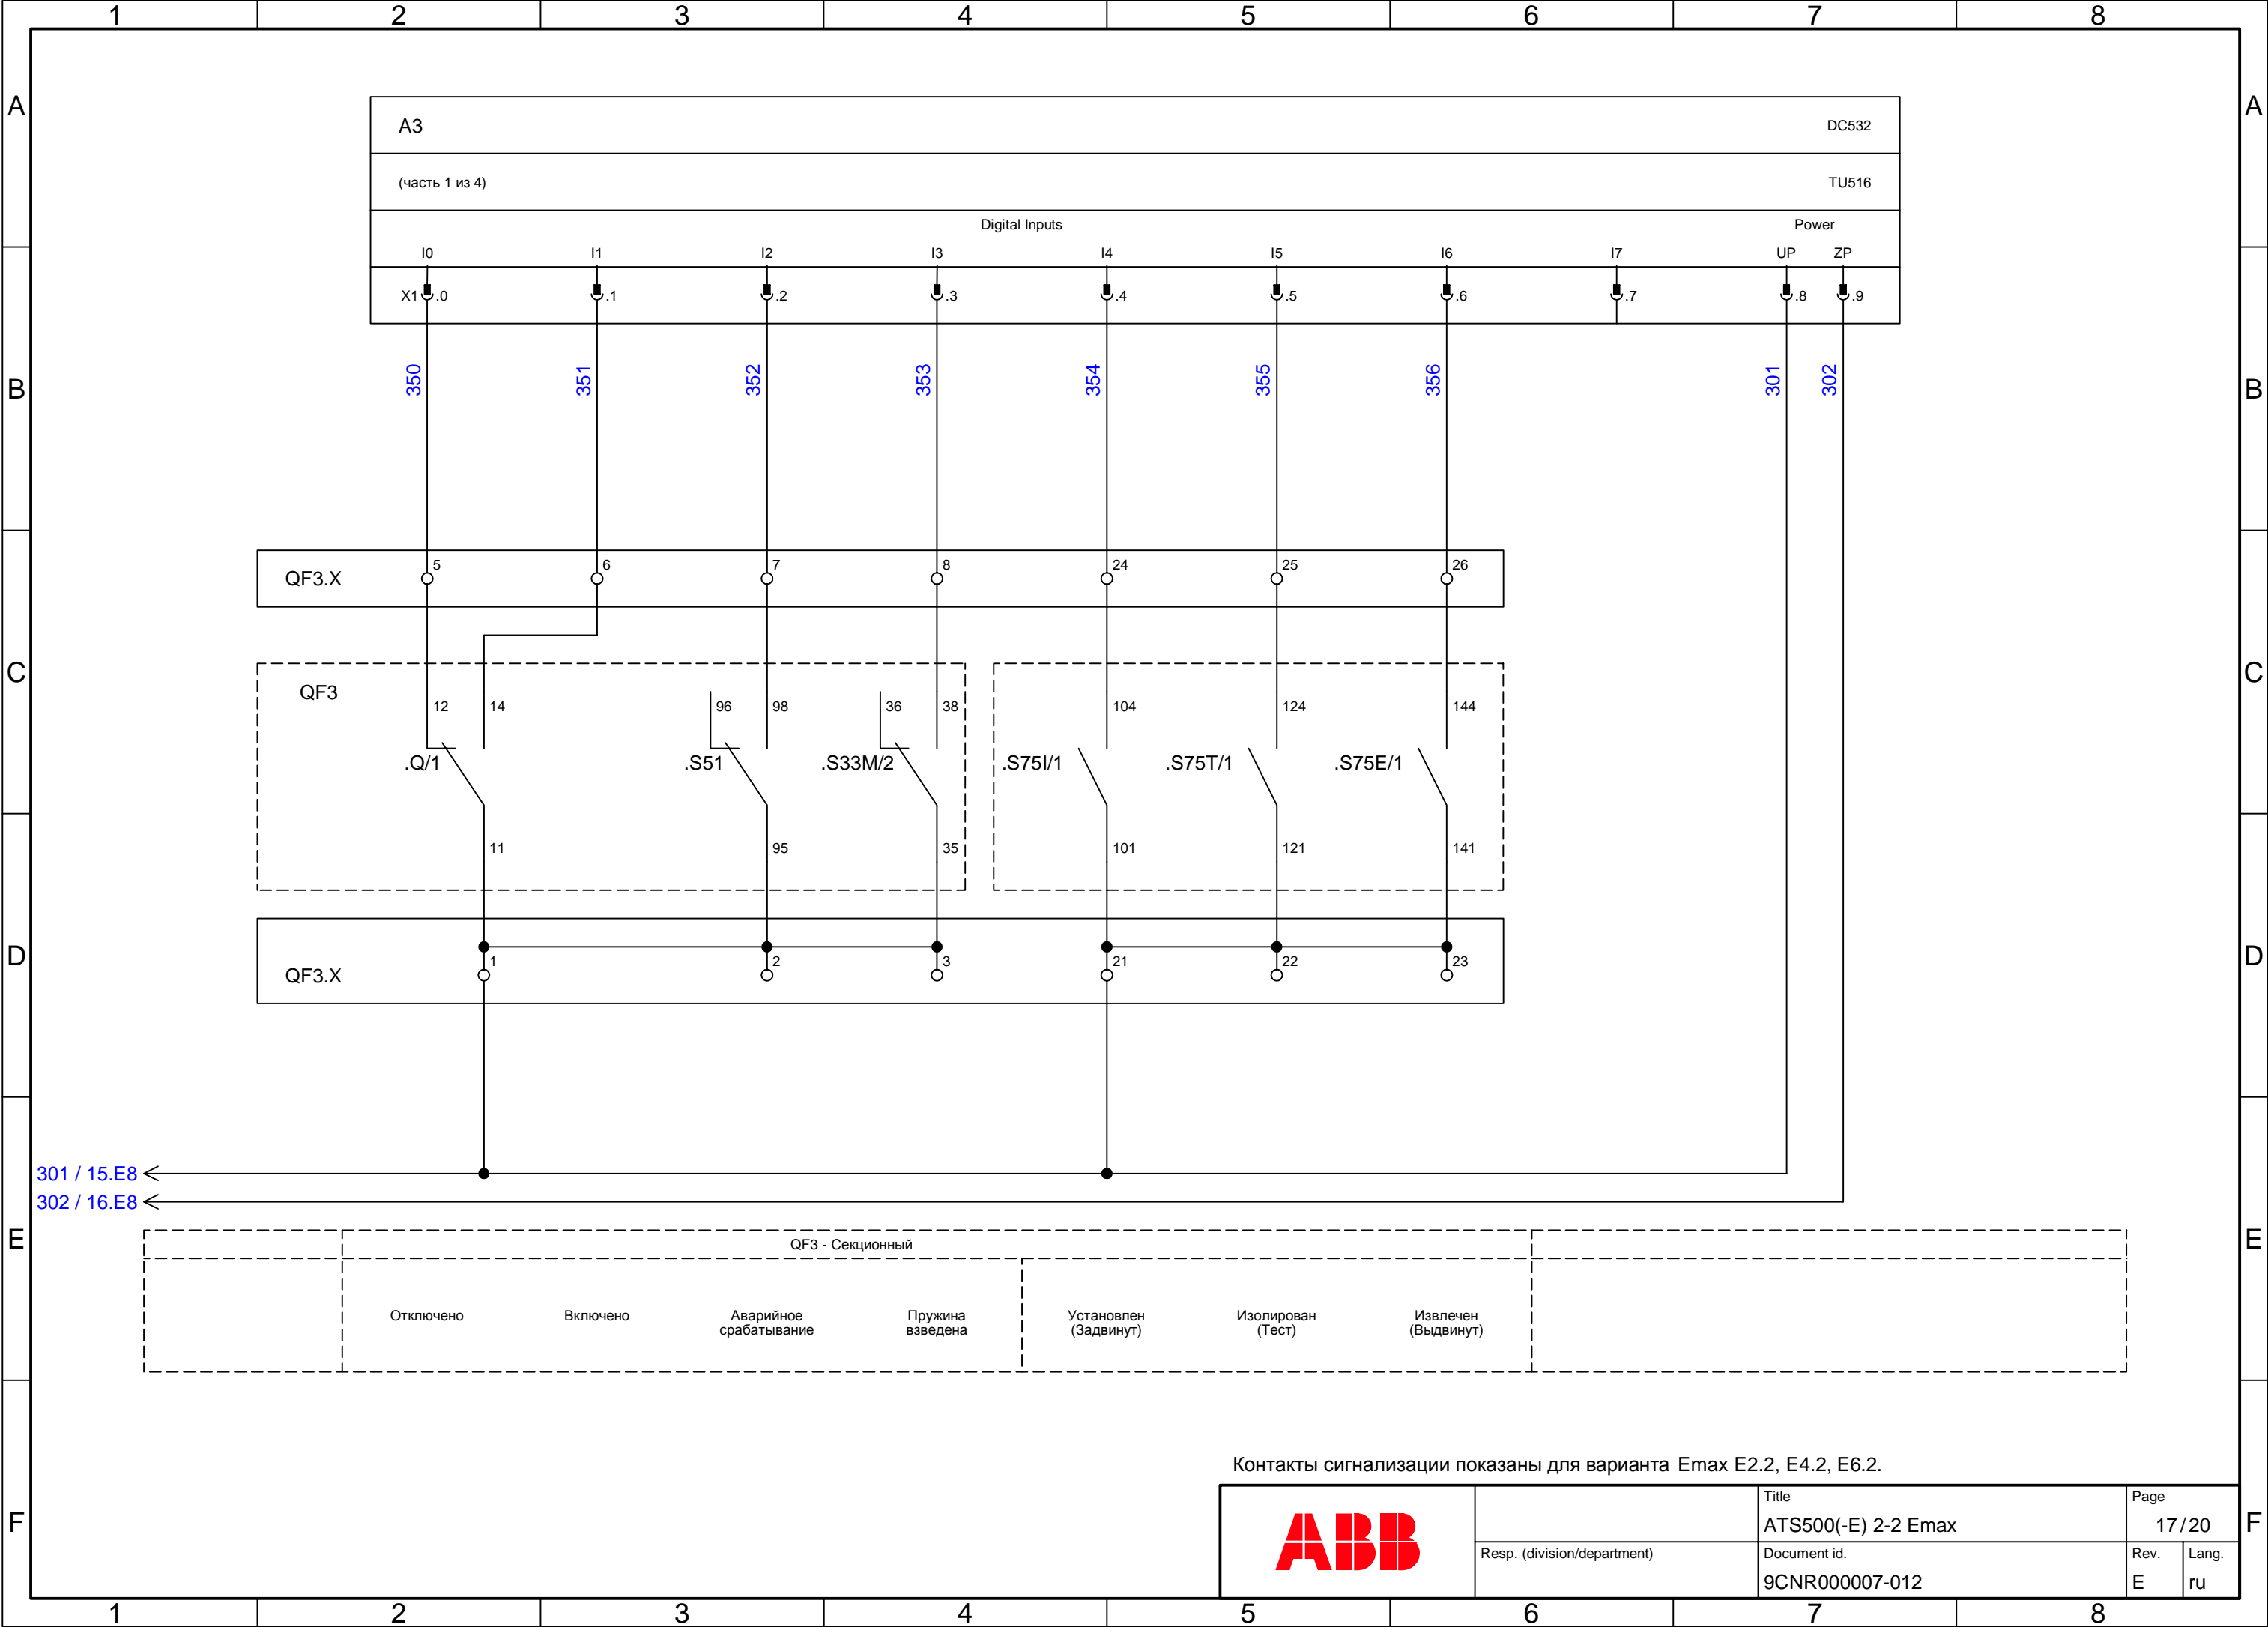 1 2 3 4 5 6 7 8
A A
A3 DC532
(часть 1 из 4) TU516
Digital Inputs Power
I0 I1 I2 I3 I4 I5 I6 I7 UP ZP
X1 .0 .1 .2 .3 .4 .5 .6 .7 .8 .9
350 351 352 353 354 355 356 301 302
B B
QF3.X 5 6 7 8 24 25 26
C C
QF3
12 14 96 98 36 38 104 124 144
.Q/1 .S51 .S33M/2 .S75I/1 .S75T/1 .S75E/1
11 95 35 101 121 141
D D
QF3.X 1 2 3 21 22 23
301 / 15.E8
302 / 16.E8
E E
QF3 - Секционный
Отключено Включено Аварийное Пружина Установлен Изолирован Извлечен
срабатывание взведена (Задвинут) (Тест) (Выдвинут)
Контакты сигнализации показаны для варианта Emax E2.2, E4.2, E6.2.
F F
ABB
Title Page
ATS500(-E) 2-2 Emax 17/20
Resp. (division/department) Document id. Rev. Lang.
9CNR000007-012 E ru
1 2 3 4 5 6 7 8